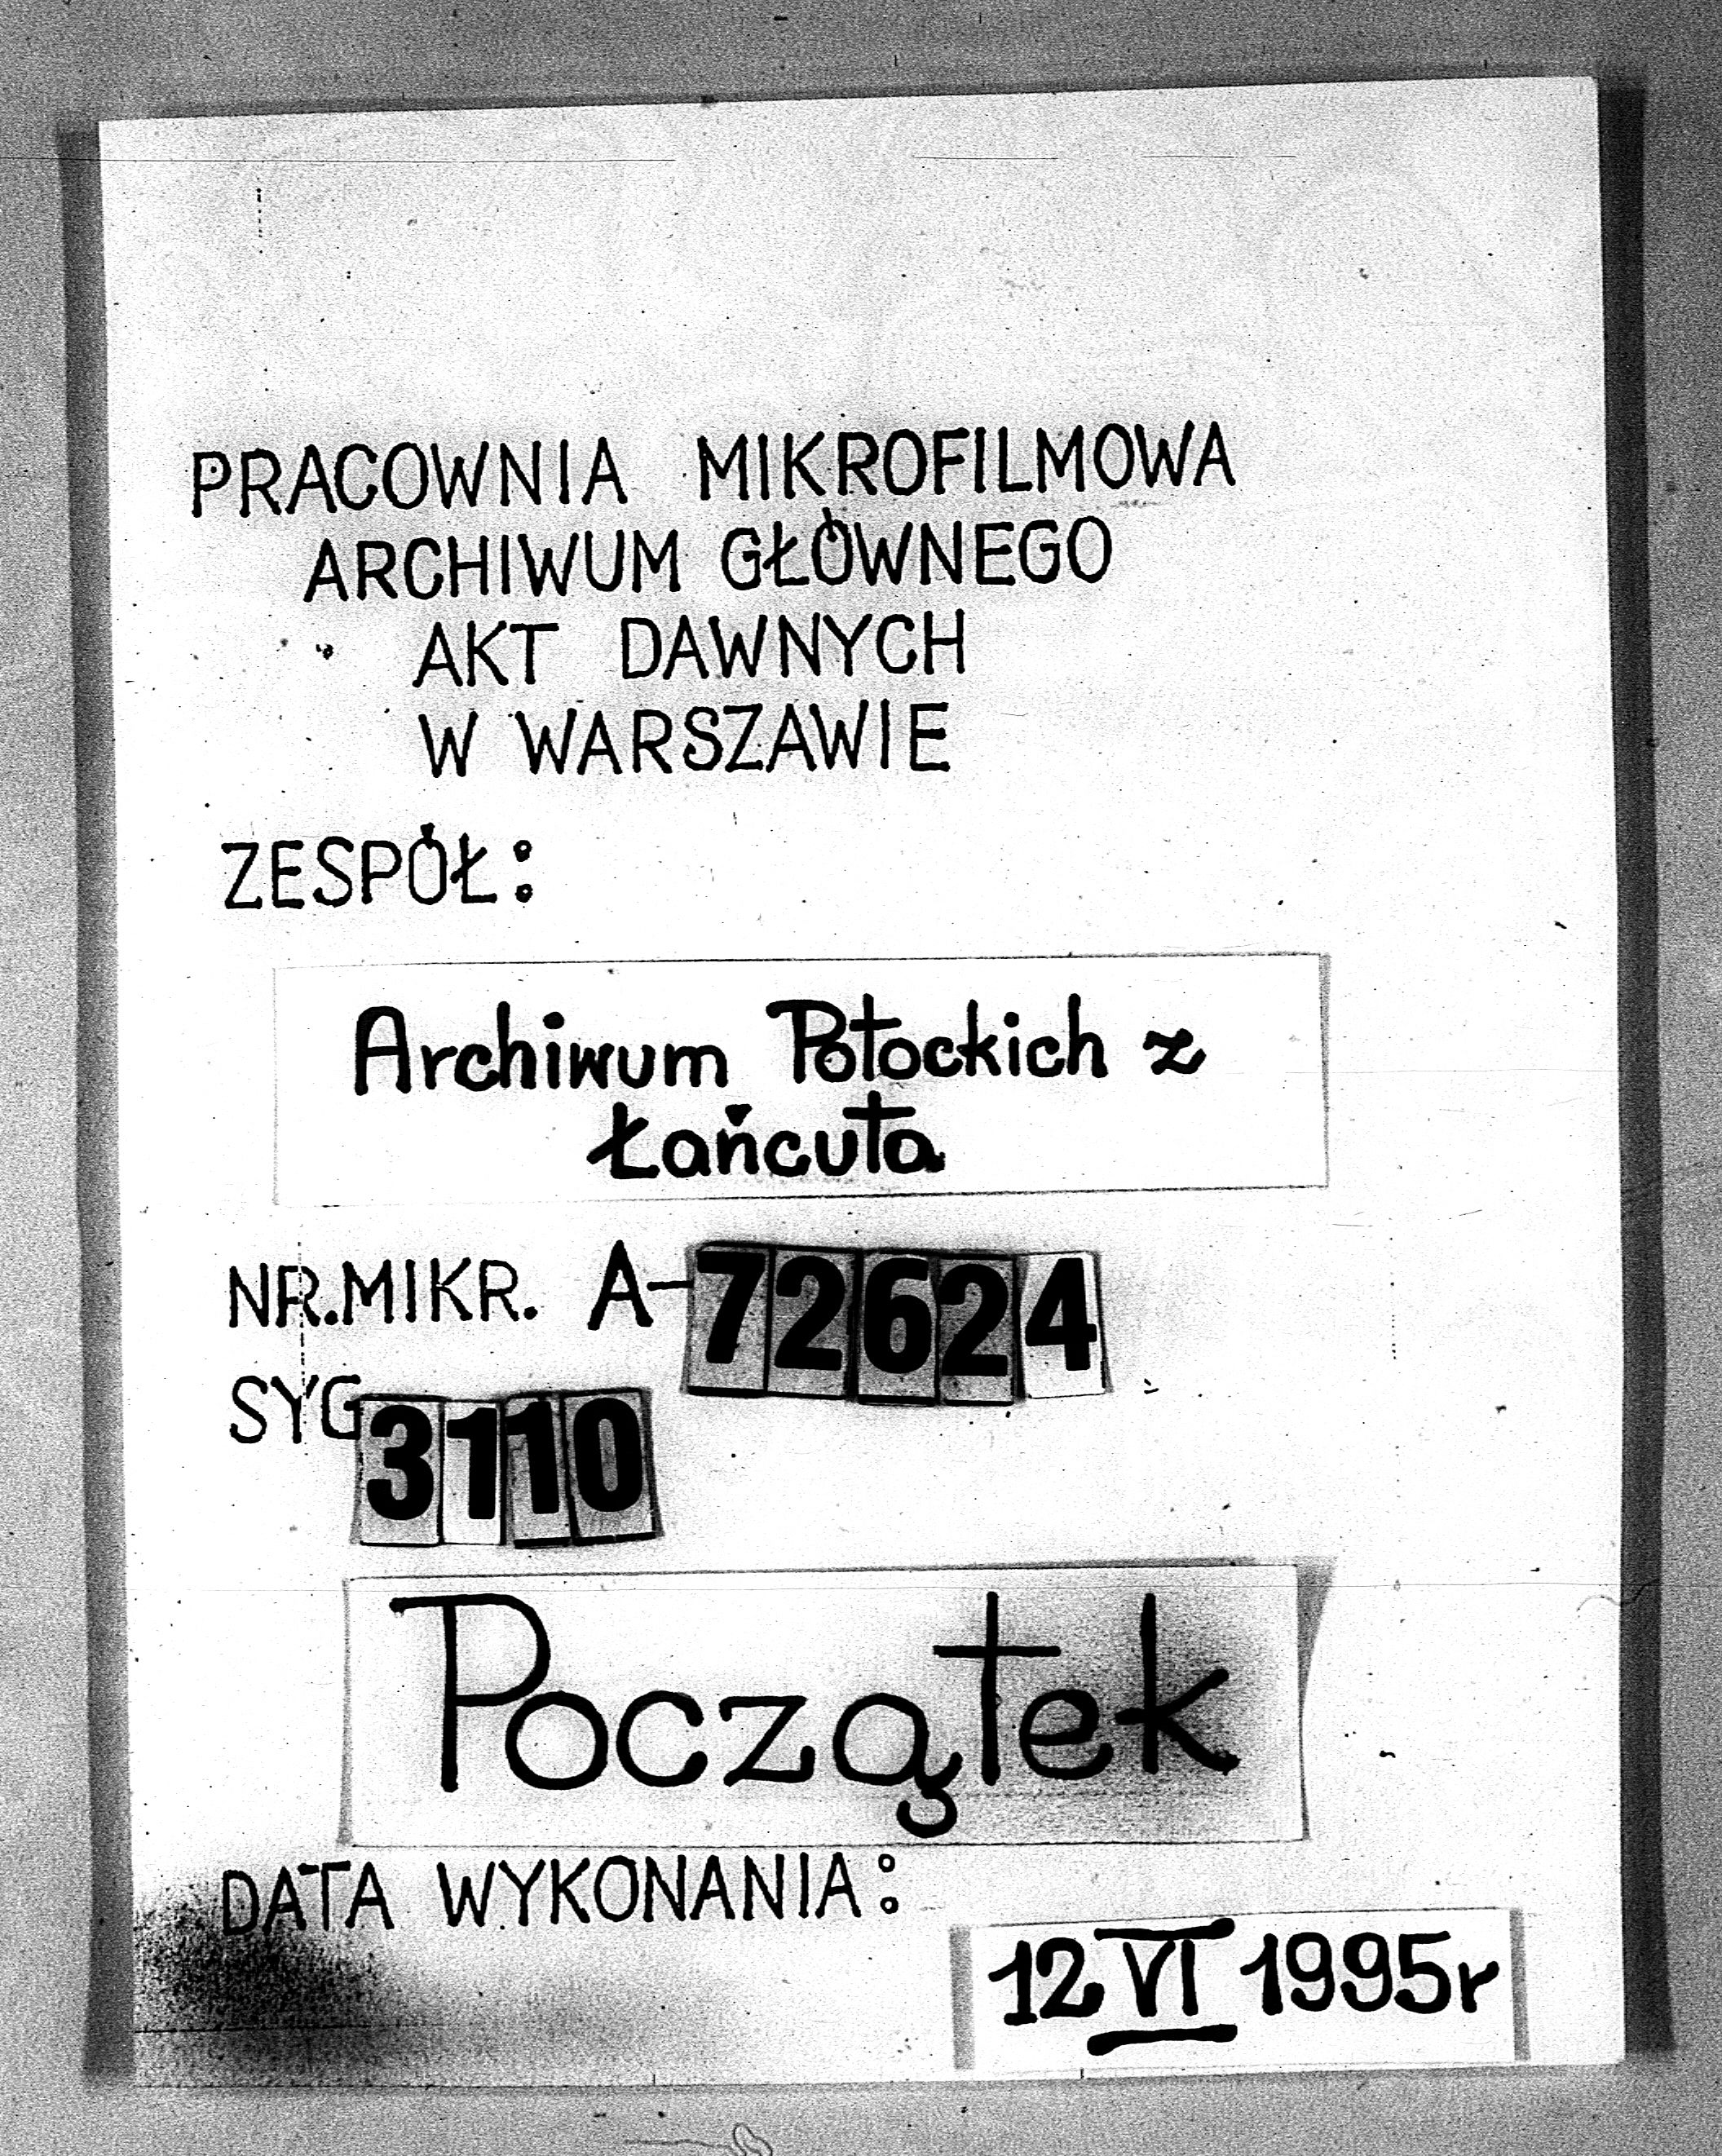 PRACOWNIA MIKROFILMOWA
ARCHIWUM GŁÓWNEGO
AKT DAWNYCH
W WARSZAWIE
ZESPÓŁ:
Archiwum Potockich z
Łańcuta
NR.MIKR. A-72624
SYG 3110
Początek
DATA WYKONANIA:
12 VI 1995r